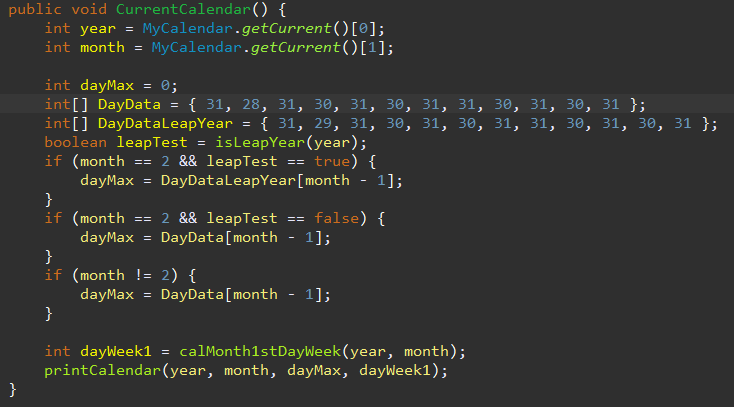 public void CurrentCalendar() {
    int year = MyCalendar.getCurrent()[0];
    int month = MyCalendar.getCurrent()[1];

    int dayMax = 0;
    int[] DayData = { 31, 28, 31, 30, 31, 30, 31, 31, 30, 31, 30, 31 };
    int[] DayDataLeapYear = { 31, 29, 31, 30, 31, 30, 31, 31, 30, 31, 30, 31 };
    boolean leapTest = isLeapYear(year);
    if (month == 2 && leapTest == true) {
        dayMax = DayDataLeapYear[month - 1];
    }
    if (month == 2 && leapTest == false) {
        dayMax = DayData[month - 1];
    }
    if (month != 2) {
        dayMax = DayData[month - 1];
    }

    int dayWeek1 = calMonth1stDayWeek(year, month);
    printCalendar(year, month, dayMax, dayWeek1);
}